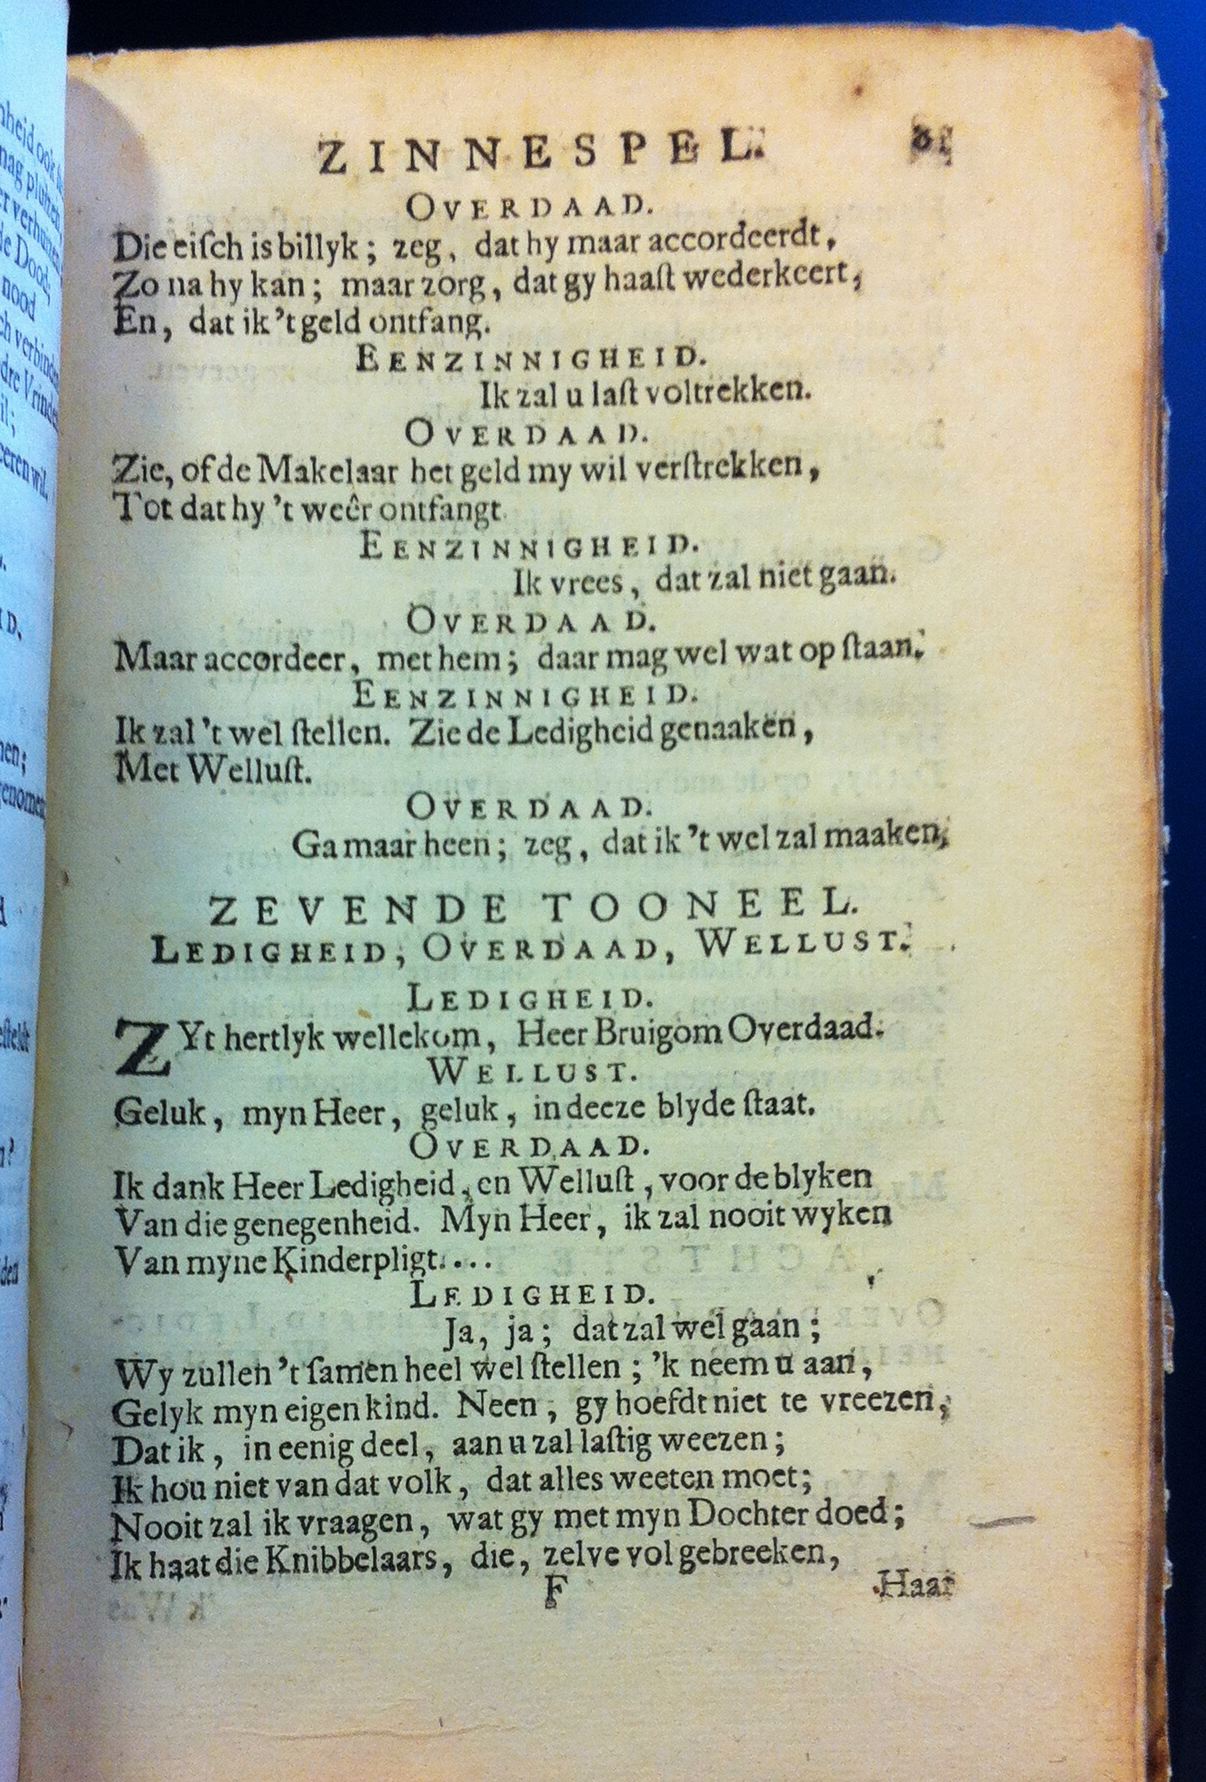 ZINNESPEL. 81
OVERDAAD.
Die eiſch is billyk; zeg, dat hy maar accordeerdt,
Zo na hy kan; maar zorg, dat gy haaſt wederkeert,
En, dat ik 't geld ontfang.
EENZINNIGHEID.
Ik zal u laſt voltrekken.
OVERDAAD.
Zie, of de Makelaar het geld my wil verſtrekken,
Tot dat hy 't weêr ontfangt
EENZINNIGHEID.
Ik vrees, dat zal niet gaan.
OVERDAAD.
Maar accordeer, met hem; daar mag wel wat op ſtaan.
EENZINNIGHEID.
Ik zal 't wel ſtellen. Zie de Ledigheid genaaken,
Met Welluſt.
OVERDAAD.
Ga maar heen; zeg, dat ik 't wel zal maaken,
ZEVENDE TOONEEL.
LEDIGHEID, OVERDAAD, WELLUST.
LEDIGHEID.
ZYt hertlyk wellekom, Heer Bruigom Overdaad.
WELLUST.
Geluk, myn Heer, geluk, in deeze blyde ſtaat.
OVERDAAD.
Ik dank Heer Ledigheid, en Welluſt, voor de blyken
Van die genegenheid. Myn Heer, ik zal nooit wyken
Van myne Kinderpligt....
LEDIGHEID.
Ja, ja; dat zal wel gaan;
Wy zullen 't ſamen heel wel ſtellen; 'k neem u aan,
Gelyk myn eigen kind. Neen, gy hoefdt niet te vreezen,
Dat ik, in eenig deel, aan u zal laſtig weezen;
Ik hou niet van dat volk, dat alles weeten moet;
Nooit zal ik vraagen, wat gy met myn Dochter doed;
Ik haat die Knibbelaars, die, zelve vol gebreeken,
F Haar